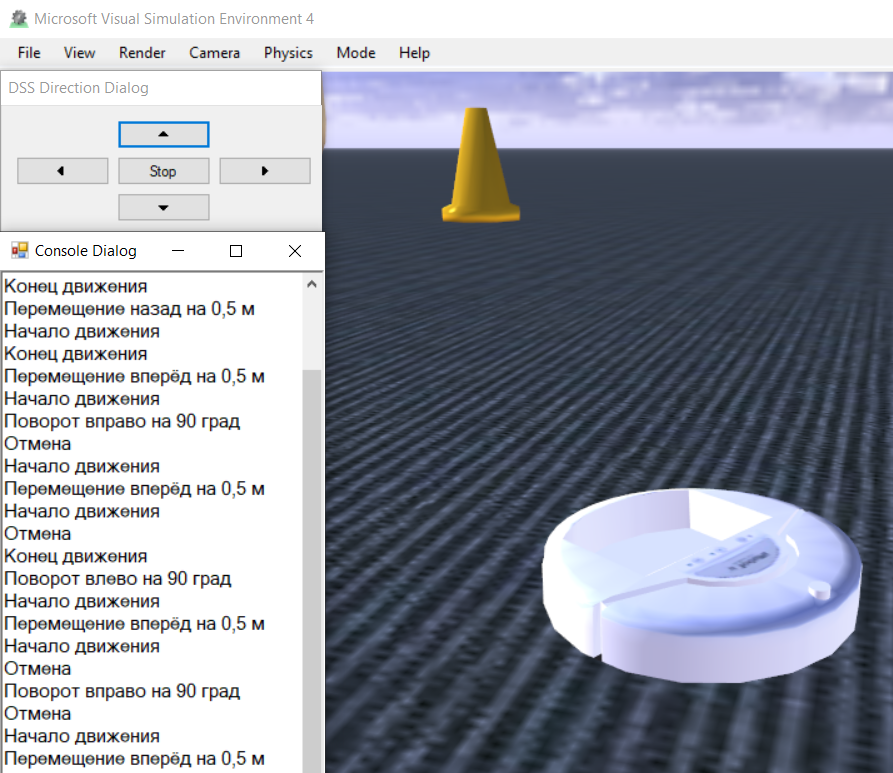 Microsoft Visual Simulation Environment 4
File View Render Camera Physics Mode Help
DSS Direction Dialog
Stop
Console Dialog
Конец движения
Перемещение назад на 0,5 м
Начало движения
Конец движения
Перемещение вперёд на 0,5 м
Начало движения
Поворот вправо на 90 град
Отмена
Начало движения
Перемещение вперёд на 0,5 м
Начало движения
Отмена
Конец движения
Поворот влево на 90 град
Начало движения
Перемещение вперёд на 0,5 м
Начало движения
Отмена
Поворот вправо на 90 град
Отмена
Начало движения
Перемещение вперёд на 0,5 м